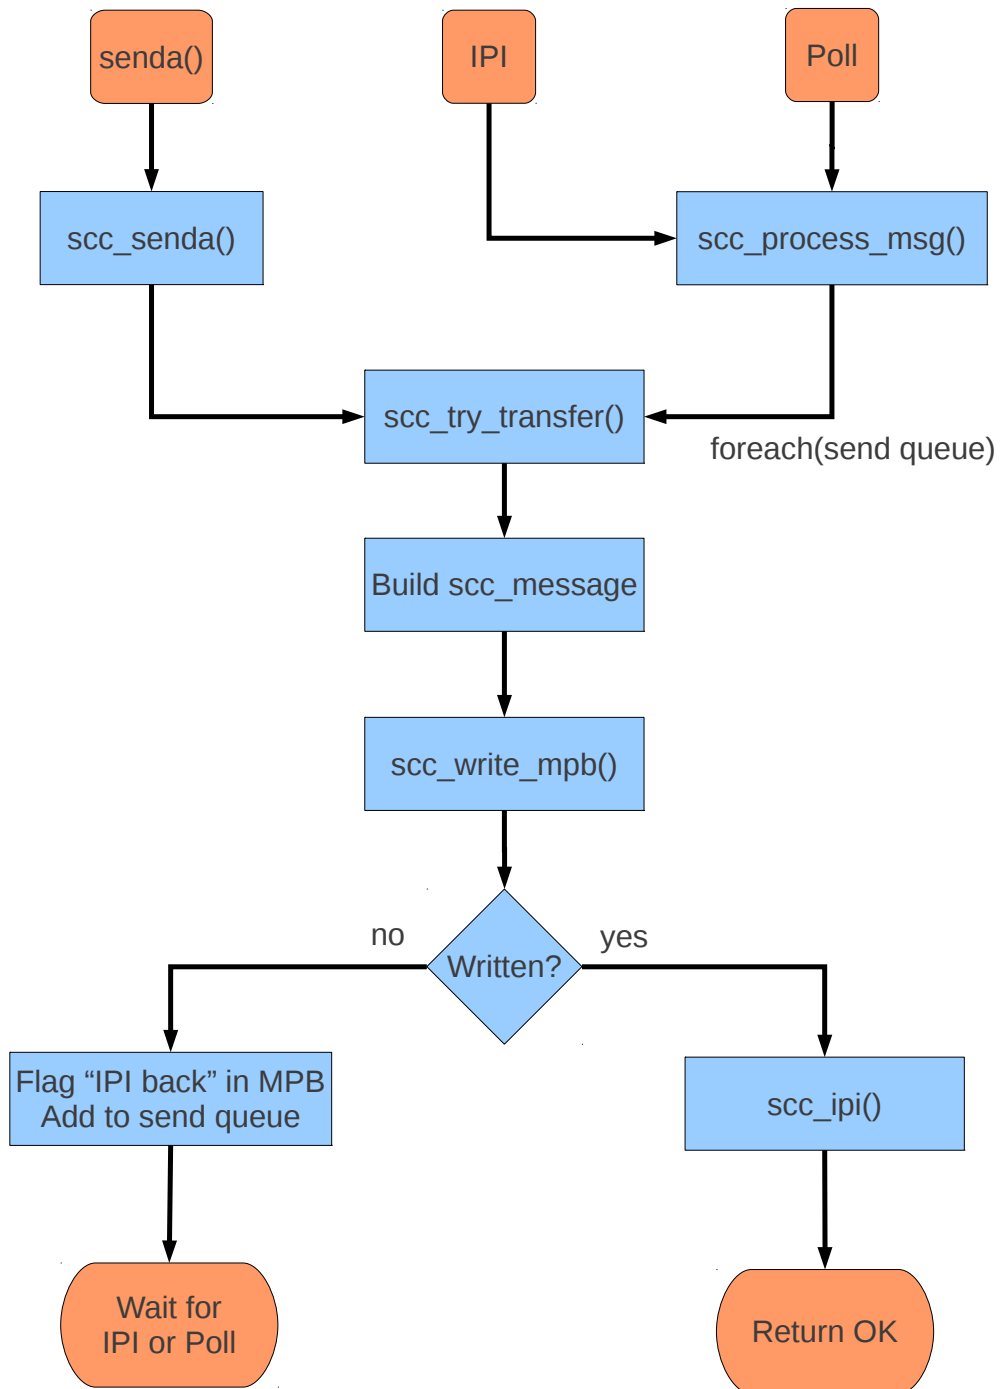 senda()
IPI
Poll
scc_senda()
scc_process_msg()
scc_try_transfer()
foreach(send queue)
Build scc_message
scc_write_mpb()
no
yes
Written?
Flag “IPI back” in MPB
Add to send queue
scc_ipi()
Wait for
IPI or Poll
Return OK